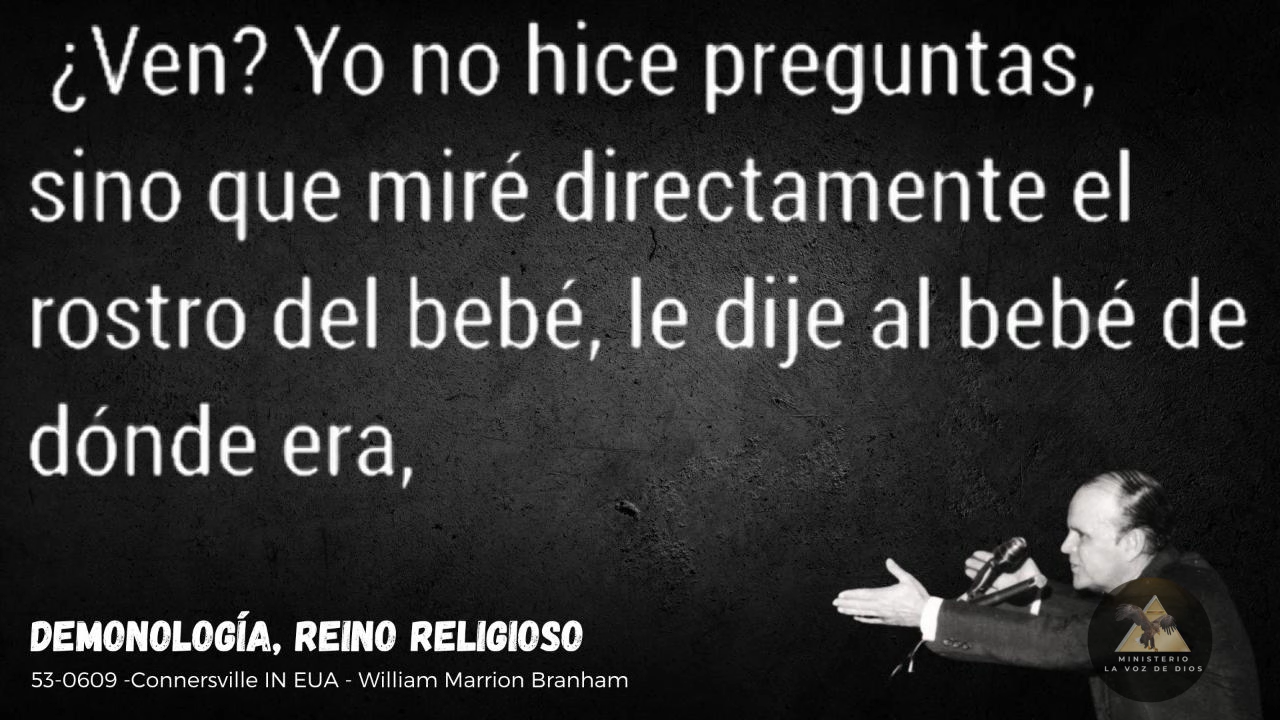 ¿Ven? Yo no hice preguntas,
sino que miré directamente el
rostro del bebé, le dije al bebé de
dónde era,
DEMONOLOGÍA, REINO RELIGIOSO
53-0609 -Connersville IN EUA - William Marrion Branham
MINISTERIO
LA VOZ DE DIOS